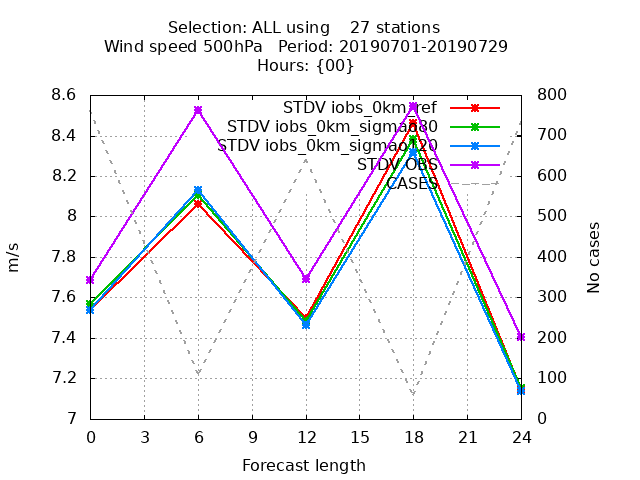 Selection: ALL using    27 stations
Wind speed 500hPa   Period: 20190701-20190729
Hours: {00}
STDV iobs_0km_ref
STDV iobs_0km_sigmao80
STDV iobs_0km_sigmao120
STDV OBS
CASES
8.6
8.4
8.2
8
7.8
7.6
7.4
7.2
7
800
700
600
500
400
300
200
100
0
m/s
No cases
0 3 6 9 12 15 18 21 24
Forecast length